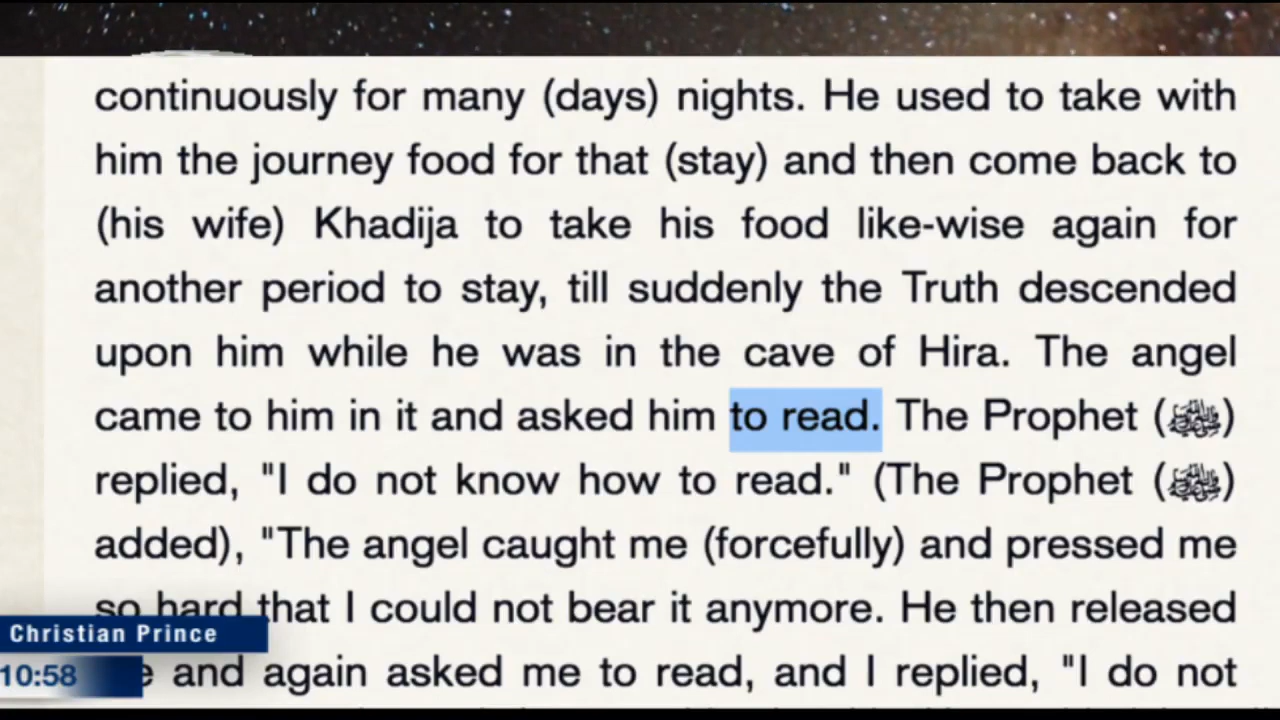 continuously for many (days) nights. He used to take with
him the journey food for that (stay) and then come back to
(his wife) Khadija to take his food like-wise again for
another period to stay, till suddenly the Truth descended
upon him while he was in the cave of Hira. The angel
came to him in it and asked him to read. The Prophet (ﷺ)
replied, "I do not know how to read." (The Prophet (ﷺ)
added), "The angel caught me (forcefully) and pressed me
so hard that I could not bear it anymore. He then released
and again asked me to read, and I replied, "I do not
Christian Prince
10:58